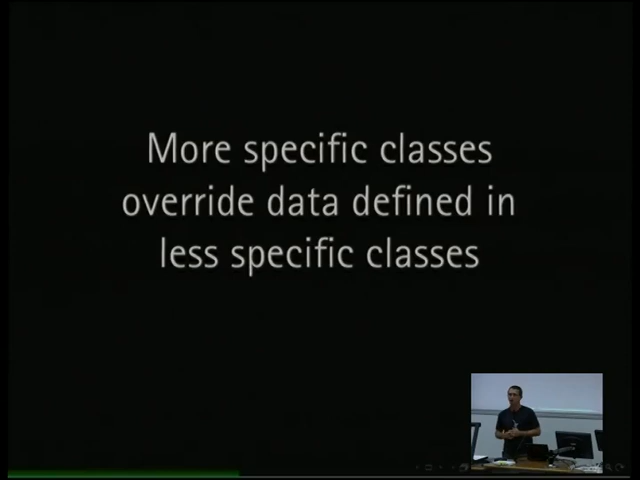 More specific classes
override data defined in
less specific classes